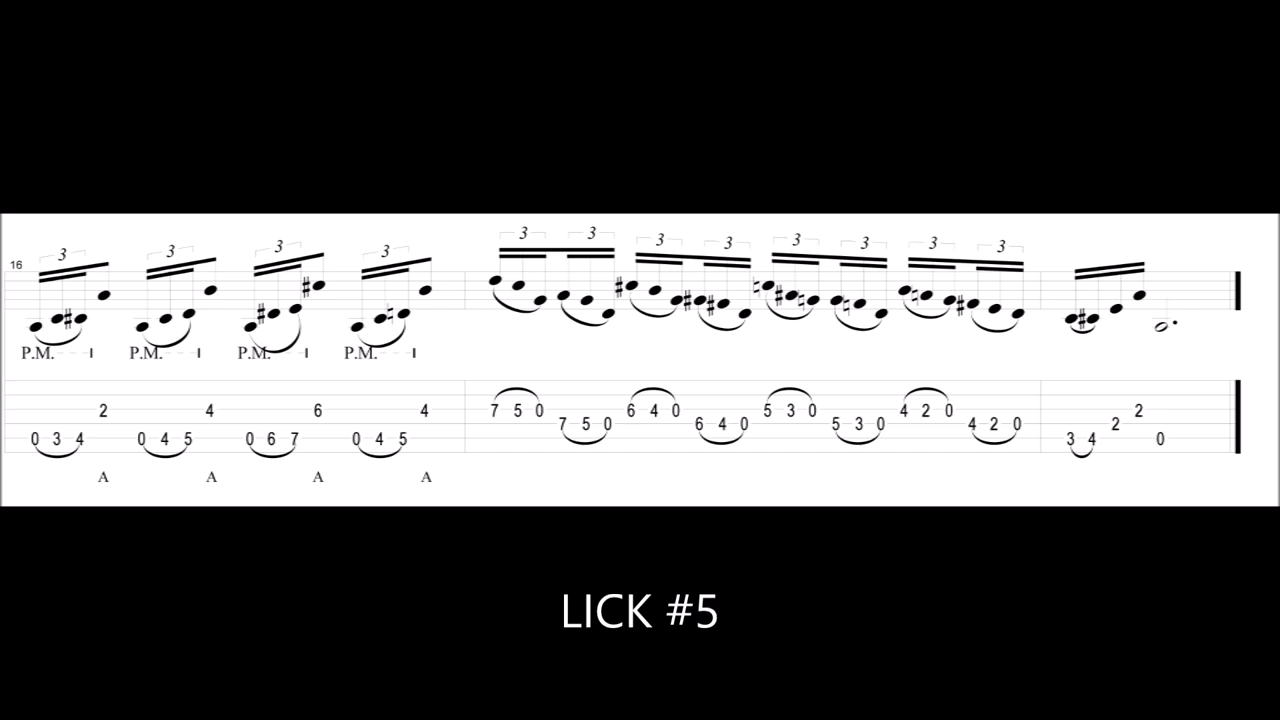 3 3 3 3 3 3 3 3 3 3 3 3
16
P.M. P.M. P.M. P.M.
2 4 6 4 7 5 0 6 4 0 5 3 0 4 2 0 2
7 5 0 6 4 0 5 3 0 4 2 0 2
0 3 4 0 4 5 0 6 7 0 4 5 3 4 0
A A A A
LICK #5